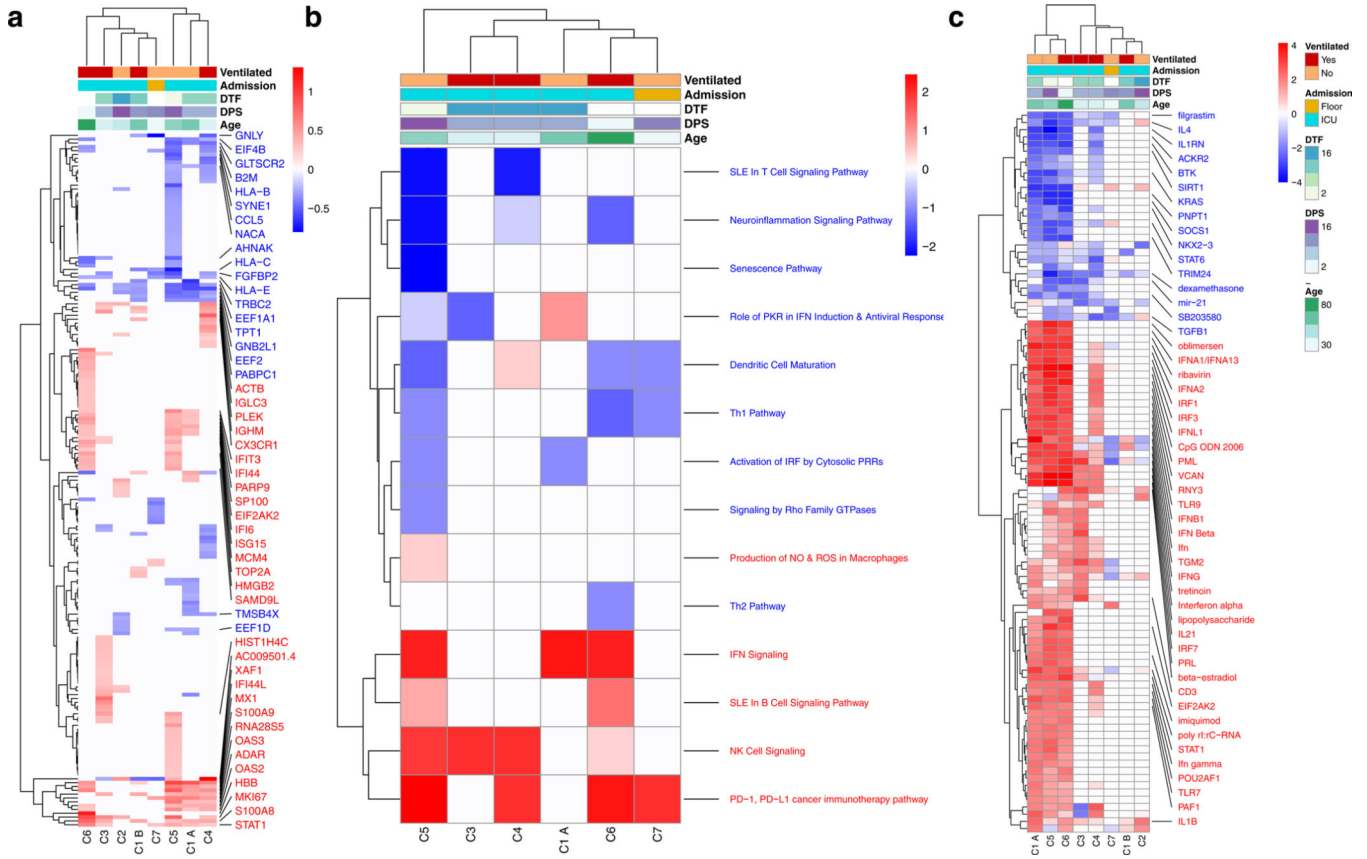 a
Ventilated
Admission
DTF
DPS
Age
GNLY
EIF4B
GLTSCR2
B2M
HLA-B
SYNE1
CCL5
NACA
AHNAK
HLA-C
FGFBP2
HLA-E
TRBC2
EEF1A1
TPT1
GNB2L1
EEF2
PABPC1
ACTB
IGLC3
PLEK
IGHM
CX3CR1
IFIT3
IFI44
PARP9
SP100
EIF2AK2
IFI6
ISG15
MCM4
TOP2A
HMGB2
SAMD9L
TMSB4X
EEF1D
HIST1H4C
AC009501.4
XAF1
IFI44L
MX1
S100A9
RNA28S5
OAS3
ADAR
OAS2
HBB
MKI67
S100A8
STAT1
C6 C3 C2 C1 B C7 C5 C1 A C4
1
0.5
0
−0.5
b
Ventilated
Admission
DTF
DPS
Age
SLE In T Cell Signaling Pathway
Neuroinflammation Signaling Pathway
Senescence Pathway
Role of PKR in IFN Induction & Antiviral Response
Dendritic Cell Maturation
Th1 Pathway
Activation of IRF by Cytosolic PRRs
Signaling by Rho Family GTPases
Production of NO & ROS in Macrophages
Th2 Pathway
IFN Signaling
SLE In B Cell Signaling Pathway
NK Cell Signaling
PD−1, PD−L1 cancer immunotherapy pathway
C5 C3 C4 C1 A C6 C7
2
1
0
−1
−2
c
Ventilated
Admission
DTF
DPS
Age
filgrastim
IL4
IL1RN
ACKR2
BTK
SIRT1
KRAS
PNPT1
SOCS1
NKX2−3
STAT6
TRIM24
dexamethasone
mir−21
SB203580
TGFB1
oblimersen
IFNA1/IFNA13
ribavirin
IFNA2
IRF1
IRF3
IFNL1
CpG ODN 2006
PML
VCAN
RNY3
TLR9
IFNB1
IFN Beta
Ifn
TGM2
IFNG
tretinoin
Interferon alpha
lipopolysaccharide
IL21
IRF7
PRL
beta−estradiol
CD3
EIF2AK2
imiquimod
poly rI:rC−RNA
STAT1
Ifn gamma
POU2AF1
TLR7
PAF1
IL1B
C1 A C5 C6 C3 C4 C7 C1 B C2
4
2
0
−2
−4
Ventilated
Yes
No
Admission
Floor
ICU
DTF
16
2
DPS
16
2
Age
80
30